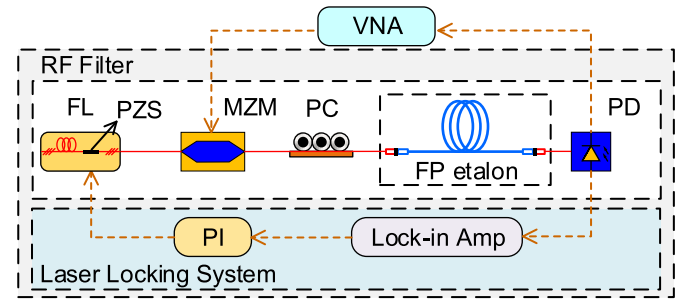 VNA
RF Filter
FL PZS MZM PC PD
FP etalon
PI Lock-in Amp
Laser Locking System